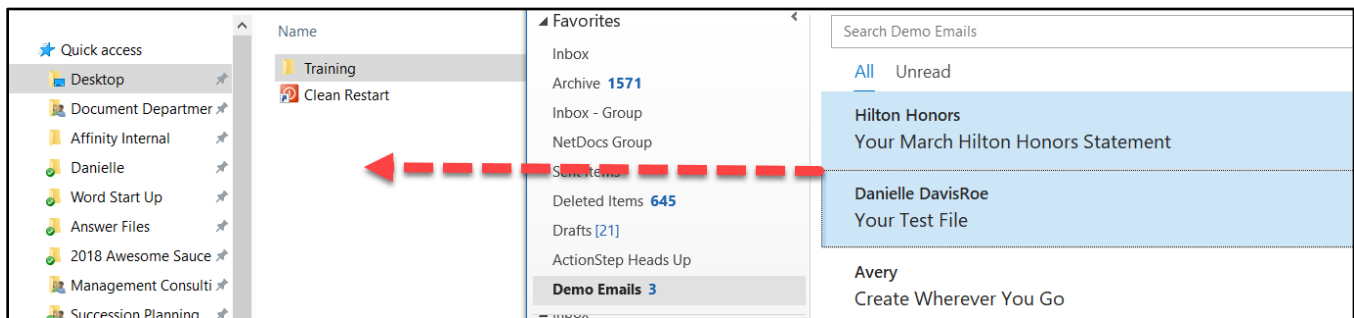 Quick access
Desktop
Document Departmer
Affinity Internal
Danielle
Word Start Up
Answer Files
2018 Awesome Sauce
Management Consulti
Succession Planning
Name
Training
Clean Restart
Favorites
Inbox
Archive 1571
Inbox - Group
NetDocs Group
Sent Items
Deleted Items 645
Drafts [21]
ActionStep Heads Up
Demo Emails 3
Inbox
Search Demo Emails
All Unread
Hilton Honors
Your March Hilton Honors Statement
Danielle DavisRoe
Your Test File
Avery
Create Wherever You Go